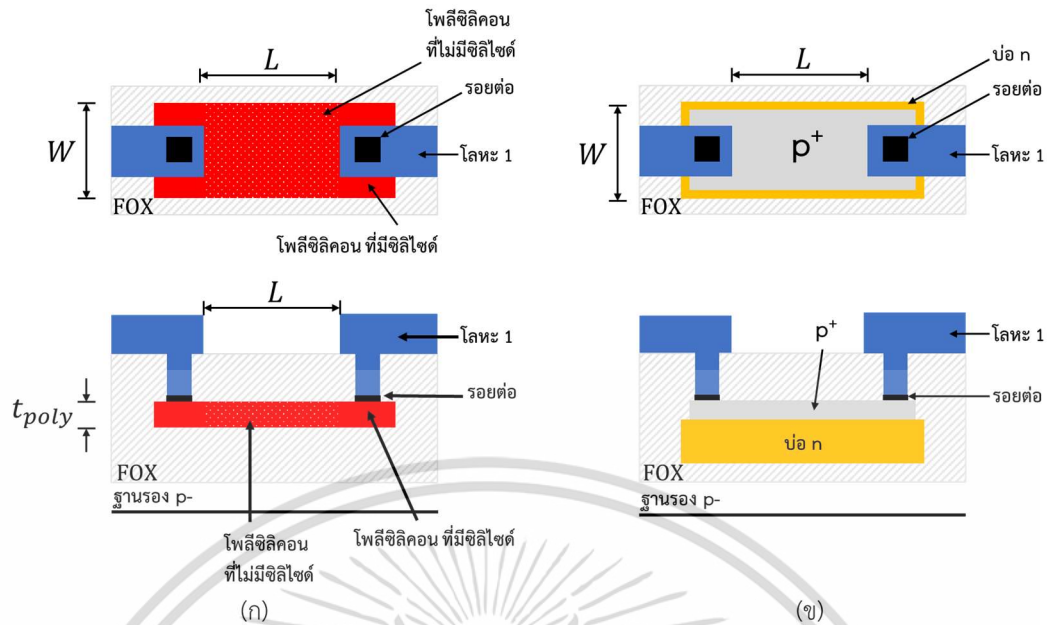 โพลีซิลิคอน
ที่ไม่มีซิลิไซด์
L
รอยต่อ
W
โลหะ 1
FOX
โพลีซิลิคอน ที่มีซิลิไซด์
L
โลหะ 1
รอยต่อ
t_poly
FOX
ฐานรอง p-
โพลีซิลิคอน
ที่ไม่มีซิลิไซด์
โพลีซิลิคอน ที่มีซิลิไซด์
(ก)
L
บ่อ n
รอยต่อ
W
p⁺
โลหะ 1
FOX
p⁺
โลหะ 1
รอยต่อ
บ่อ n
FOX
ฐานรอง p-
(ข)